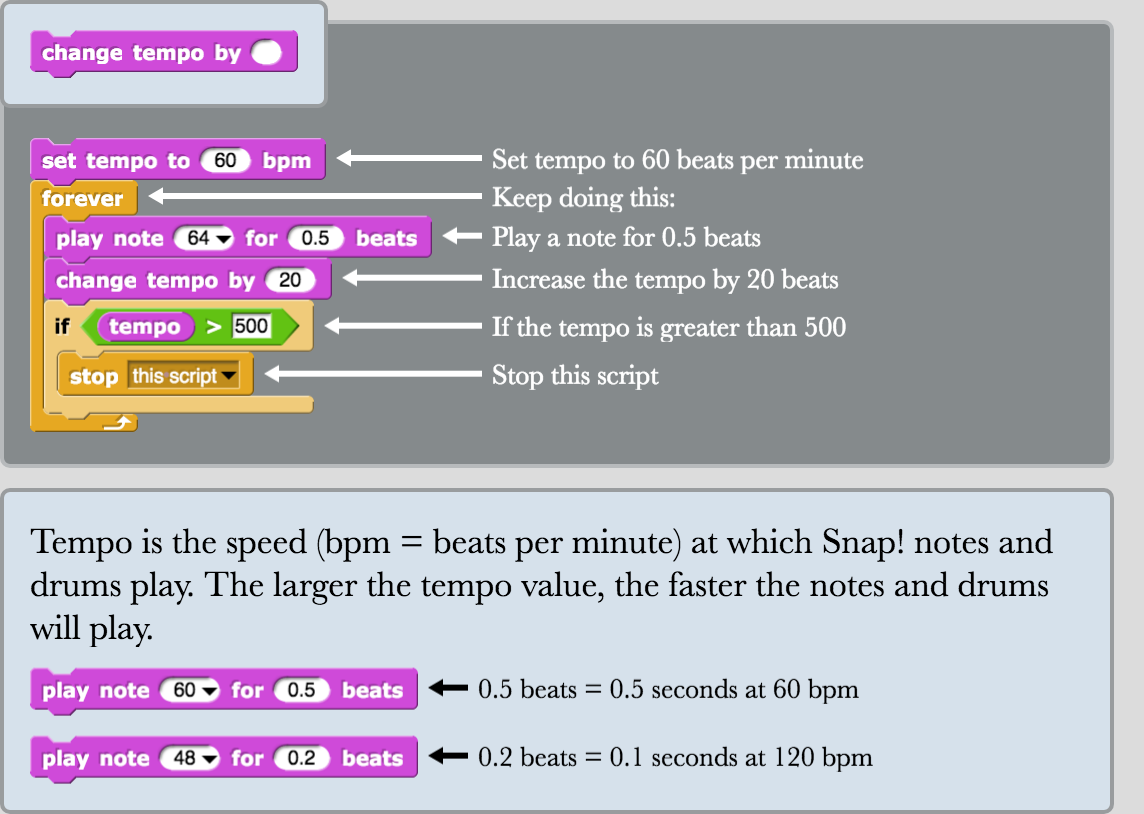 change tempo by
set tempo to 60 bpm
Set tempo to 60 beats per minute
forever
Keep doing this:
play note 64 for 0.5 beats
Play a note for 0.5 beats
change tempo by 20
Increase the tempo by 20 beats
if tempo > 500
If the tempo is greater than 500
stop this script
Stop this script
Tempo is the speed (bpm = beats per minute) at which Snap! notes and
drums play. The larger the tempo value, the faster the notes and drums
will play.
play note 60 for 0.5 beats
0.5 beats = 0.5 seconds at 60 bpm
play note 48 for 0.2 beats
0.2 beats = 0.1 seconds at 120 bpm